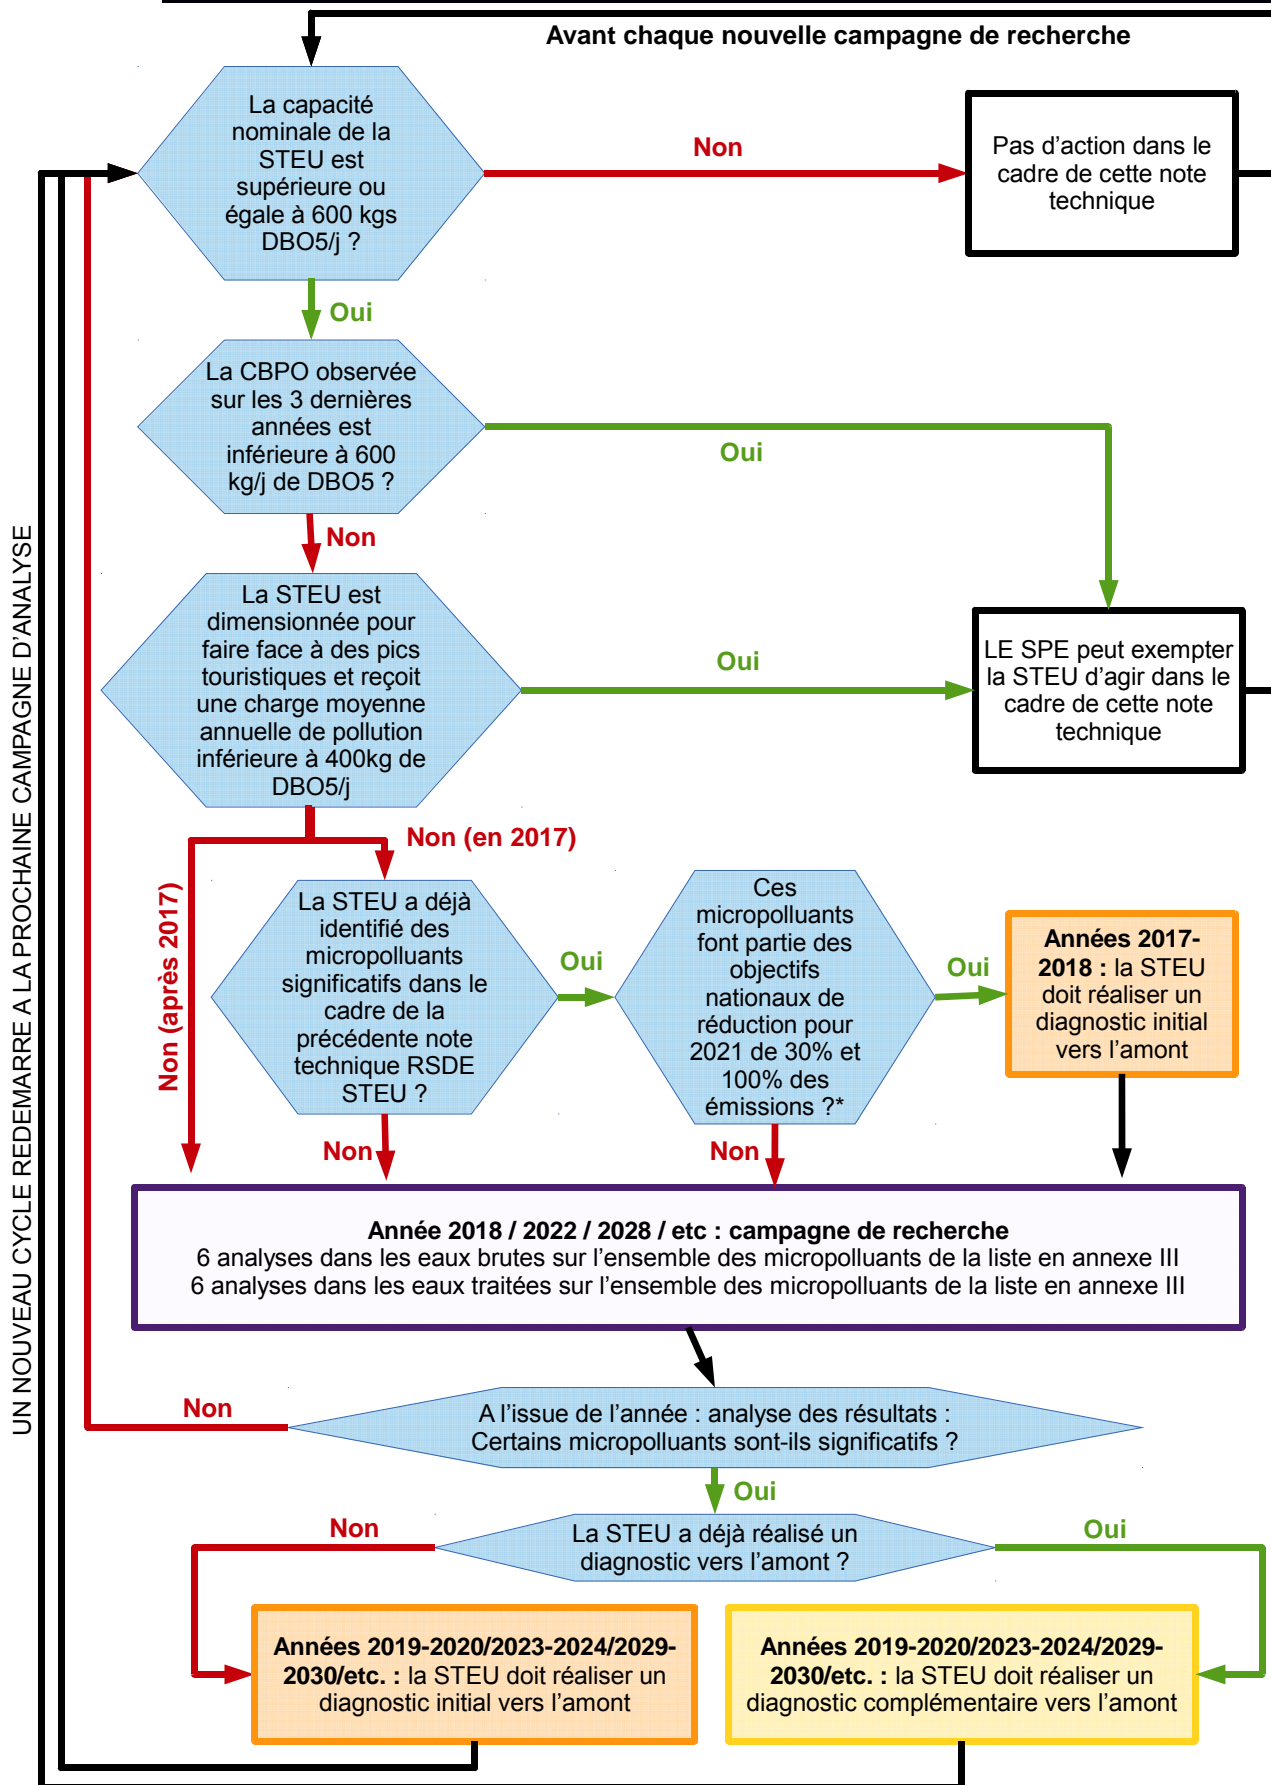 Avant chaque nouvelle campagne de recherche
La capacité
nominale de la
STEU est
supérieure ou
égale à 600 kgs
DBO5/j ?
Non
Pas d'action dans le
cadre de cette note
technique
Oui
La CBPO observée
sur les 3 dernières
années est
inférieure à 600
kg/j de DBO5 ?
Oui
Non
La STEU est
dimensionnée pour
faire face à des pics
touristiques et reçoit
une charge moyenne
annuelle de pollution
inférieure à 400kg de
DBO5/j
Oui
LE SPE peut exempter
la STEU d'agir dans le
cadre de cette note
technique
Non (après 2017)
Non (en 2017)
La STEU a déjà
identifié des
micropolluants
significatifs dans le
cadre de la
précédente note
technique RSDE
STEU ?
Oui
Ces
micropolluants
font partie des
objectifs
nationaux de
réduction pour
2021 de 30% et
100% des
émissions ?*
Oui
Années 2017-
2018 : la STEU
doit réaliser un
diagnostic initial
vers l'amont
Non
Non
Année 2018 / 2022 / 2028 / etc : campagne de recherche
6 analyses dans les eaux brutes sur l'ensemble des micropolluants de la liste en annexe III
6 analyses dans les eaux traitées sur l'ensemble des micropolluants de la liste en annexe III
A l'issue de l'année : analyse des résultats :
Certains micropolluants sont-ils significatifs ?
Non
Oui
La STEU a déjà réalisé un
diagnostic vers l'amont ?
Non
Oui
Années 2019-2020/2023-2024/2029-
2030/etc. : la STEU doit réaliser un
diagnostic initial vers l'amont
Années 2019-2020/2023-2024/2029-
2030/etc. : la STEU doit réaliser un
diagnostic complémentaire vers l'amont
UN NOUVEAU CYCLE REDEMARRE A LA PROCHAINE CAMPAGNE D'ANALYSE